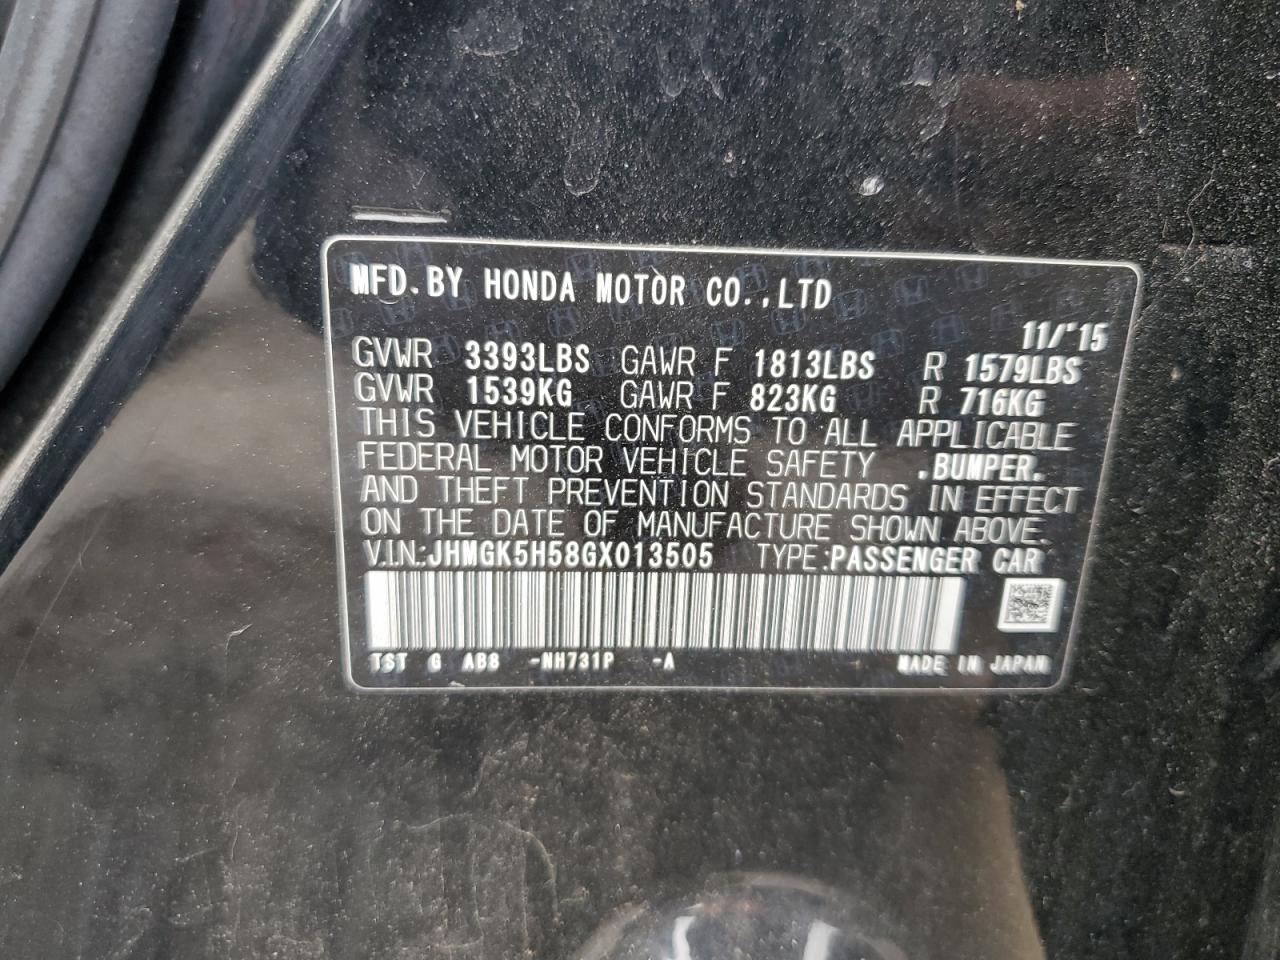 MFD.BY HONDA MOTOR CO.,LTD
11/'15
GVWR 3393LBS GAWR F 1813LBS R 1579LBS
GVWR 1539KG GAWR F 823KG R 716KG
THIS VEHICLE CONFORMS TO ALL APPLICABLE
FEDERAL MOTOR VEHICLE SAFETY ,BUMPER,
AND THEFT PREVENTION STANDARDS IN EFFECT
ON THE DATE OF MANUFACTURE SHOWN ABOVE.
V.I.N.:JHMGK5H58GX013505 TYPE:PASSENGER CAR
TST G AB8 -NH731P -A MADE IN JAPAN